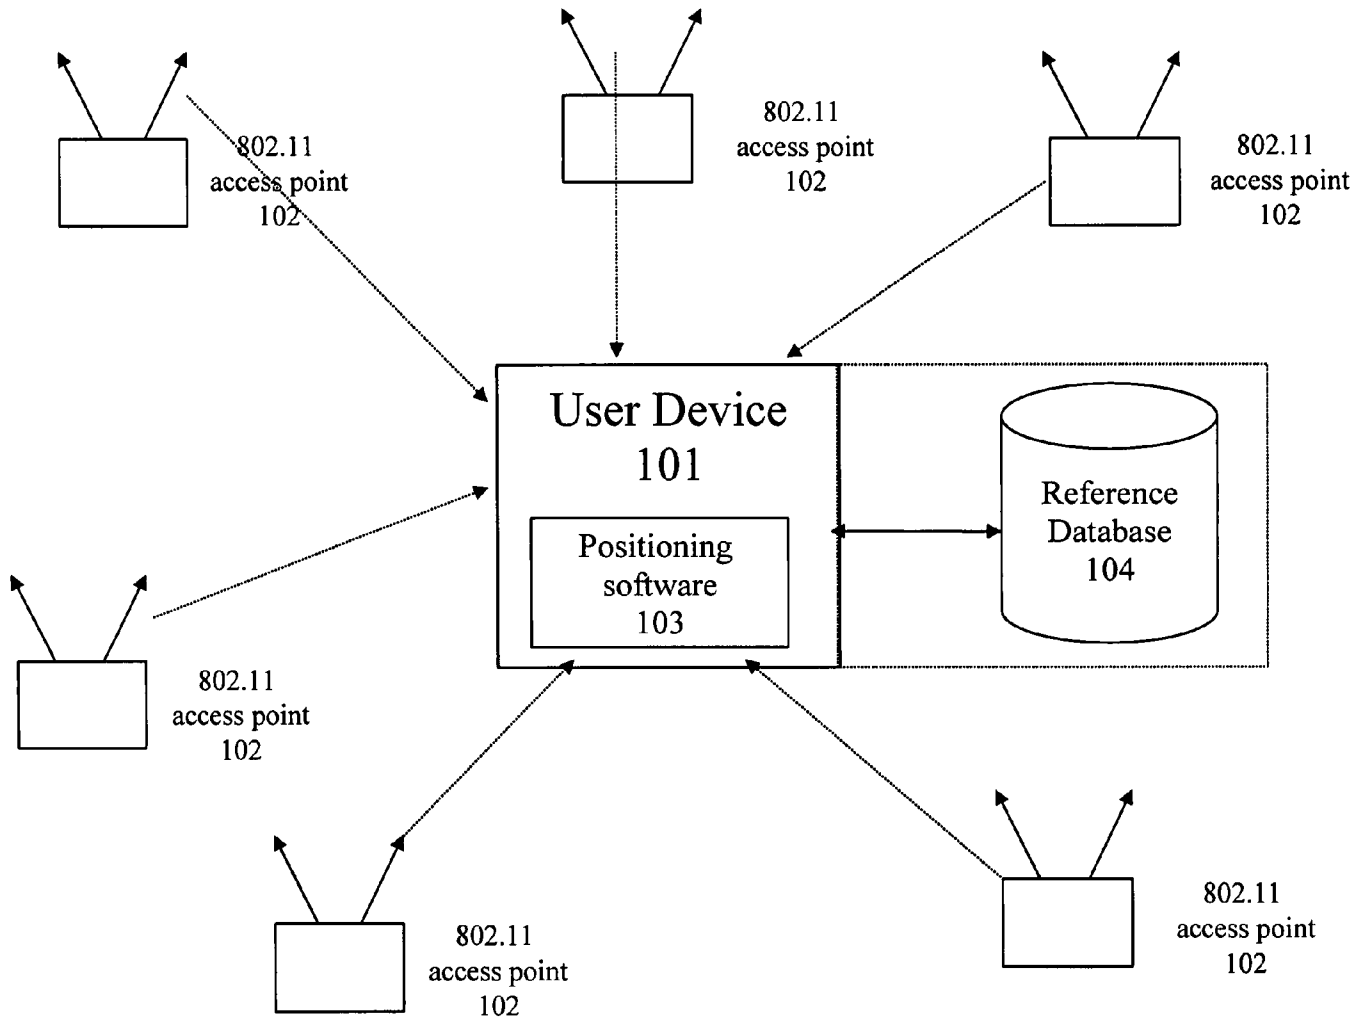 802.11
access point
102
802.11
access point
102
802.11
access point
102
User Device
101
Positioning
software
103
Reference
Database
104
802.11
access point
102
802.11
access point
102
802.11
access point
102